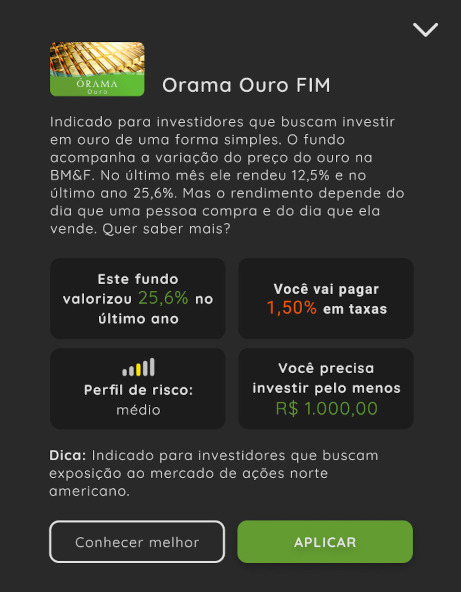 ÓRAMA
Ouro
Orama Ouro FIM
Indicado para investidores que buscam investir
em ouro de uma forma simples. O fundo
acompanha a variação do preço do ouro na
BM&F. No último mês ele rendeu 12,5% e no
último ano 25,6%. Mas o rendimento depende do
dia que uma pessoa compra e do dia que ela
vende. Quer saber mais?
Este fundo
valorizou 25,6% no
último ano
Você vai pagar
1,50% em taxas
Perfil de risco:
médio
Você precisa
investir pelo menos
R$ 1.000,00
Dica: Indicado para investidores que buscam
exposição ao mercado de ações norte
americano.
Conhecer melhor
APLICAR